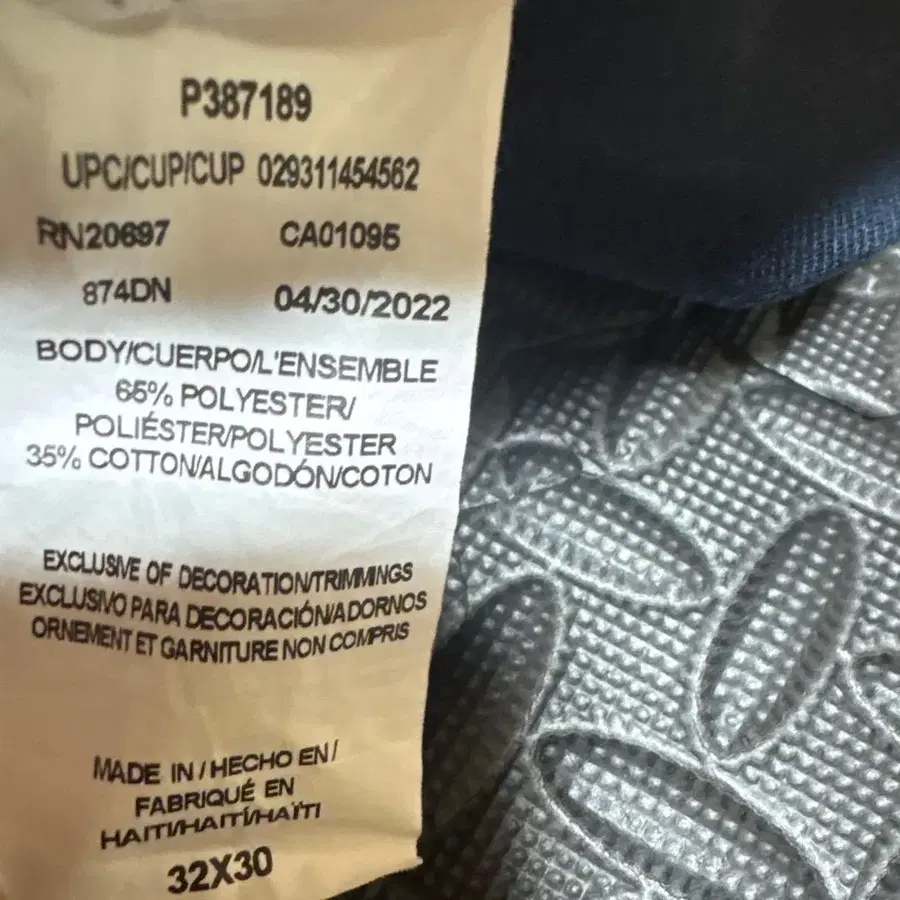 P387189
UPC/CUP/CUP 029311454562
RN20697 CA01095
874DN 04/30/2022
BODY/CUERPO/L'ENSEMBLE
65% POLYESTER/
POLIÉSTER/POLYESTER
35% COTTON/ALGODÓN/COTON
EXCLUSIVE OF DECORATION/TRIMMINGS
EXCLUSIVO PARA DECORACIÓN/ADORNOS
ORNEMENT ET GARNITURE NON COMPRIS
MADE IN / HECHO EN /
FABRIQUÉ EN
HAITI/HAITÍ/HAÏTI
32X30